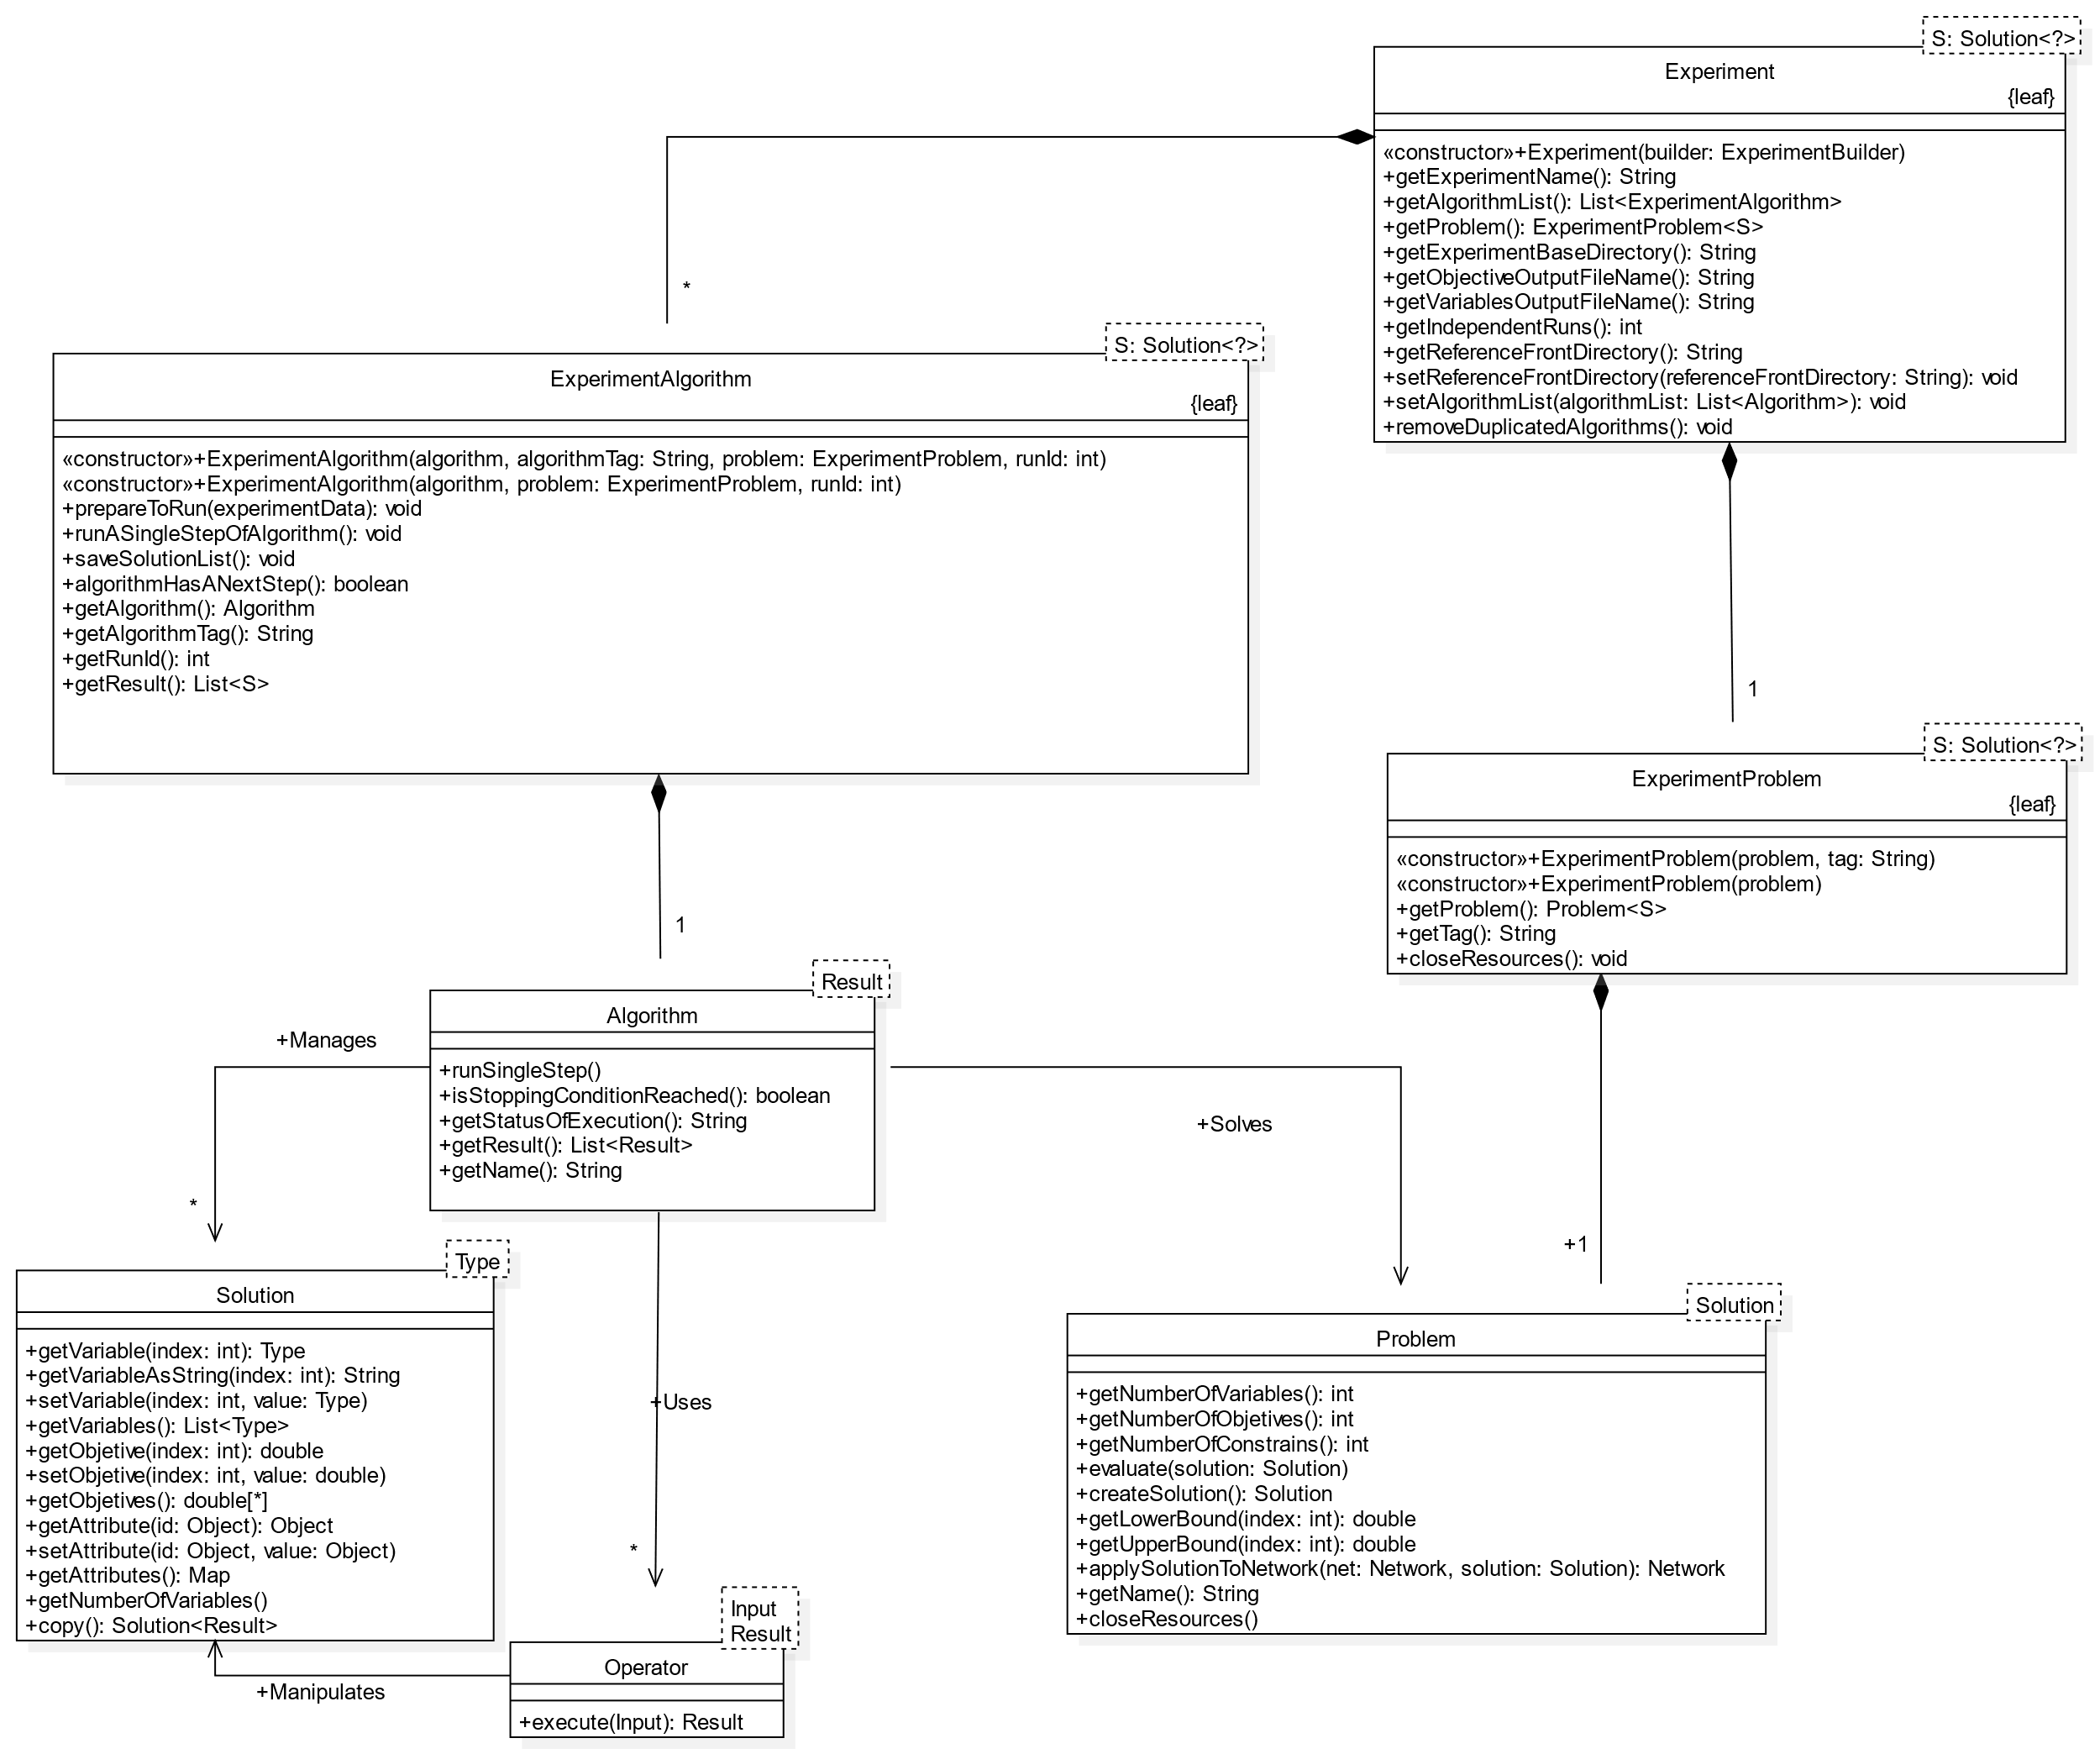 S: Solution<?>
Experiment
{leaf}
«constructor»+Experiment(builder: ExperimentBuilder)
+getExperimentName(): String
+getAlgorithmList(): List<ExperimentAlgorithm>
+getProblem(): ExperimentProblem<S>
+getExperimentBaseDirectory(): String
+getObjectiveOutputFileName(): String
+getVariablesOutputFileName(): String
+getIndependentRuns(): int
+getReferenceFrontDirectory(): String
+setReferenceFrontDirectory(referenceFrontDirectory: String): void
+setAlgorithmList(algorithmList: List<Algorithm>): void
+removeDuplicatedAlgorithms(): void
*
S: Solution<?>
ExperimentAlgorithm
{leaf}
«constructor»+ExperimentAlgorithm(algorithm, algorithmTag: String, problem: ExperimentProblem, runId: int)
«constructor»+ExperimentAlgorithm(algorithm, problem: ExperimentProblem, runId: int)
+prepareToRun(experimentData): void
+runASingleStepOfAlgorithm(): void
+saveSolutionList(): void
+algorithmHasANextStep(): boolean
+getAlgorithm(): Algorithm
+getAlgorithmTag(): String
+getRunId(): int
+getResult(): List<S>
1
S: Solution<?>
ExperimentProblem
{leaf}
«constructor»+ExperimentProblem(problem, tag: String)
«constructor»+ExperimentProblem(problem)
+getProblem(): Problem<S>
+getTag(): String
+closeResources(): void
1
Result
Algorithm
+runSingleStep()
+isStoppingConditionReached(): boolean
+getStatusOfExecution(): String
+getResult(): List<Result>
+getName(): String
+Manages
*
+Solves
+1
+Uses
*
Type
Solution
+getVariable(index: int): Type
+getVariableAsString(index: int): String
+setVariable(index: int, value: Type)
+getVariables(): List<Type>
+getObjetive(index: int): double
+setObjetive(index: int, value: double)
+getObjetives(): double[*]
+getAttribute(id: Object): Object
+setAttribute(id: Object, value: Object)
+getAttributes(): Map
+getNumberOfVariables()
+copy(): Solution<Result>
Solution
Problem
+getNumberOfVariables(): int
+getNumberOfObjetives(): int
+getNumberOfConstrains(): int
+evaluate(solution: Solution)
+createSolution(): Solution
+getLowerBound(index: int): double
+getUpperBound(index: int): double
+applySolutionToNetwork(net: Network, solution: Solution): Network
+getName(): String
+closeResources()
Input
Result
Operator
+execute(Input): Result
+Manipulates